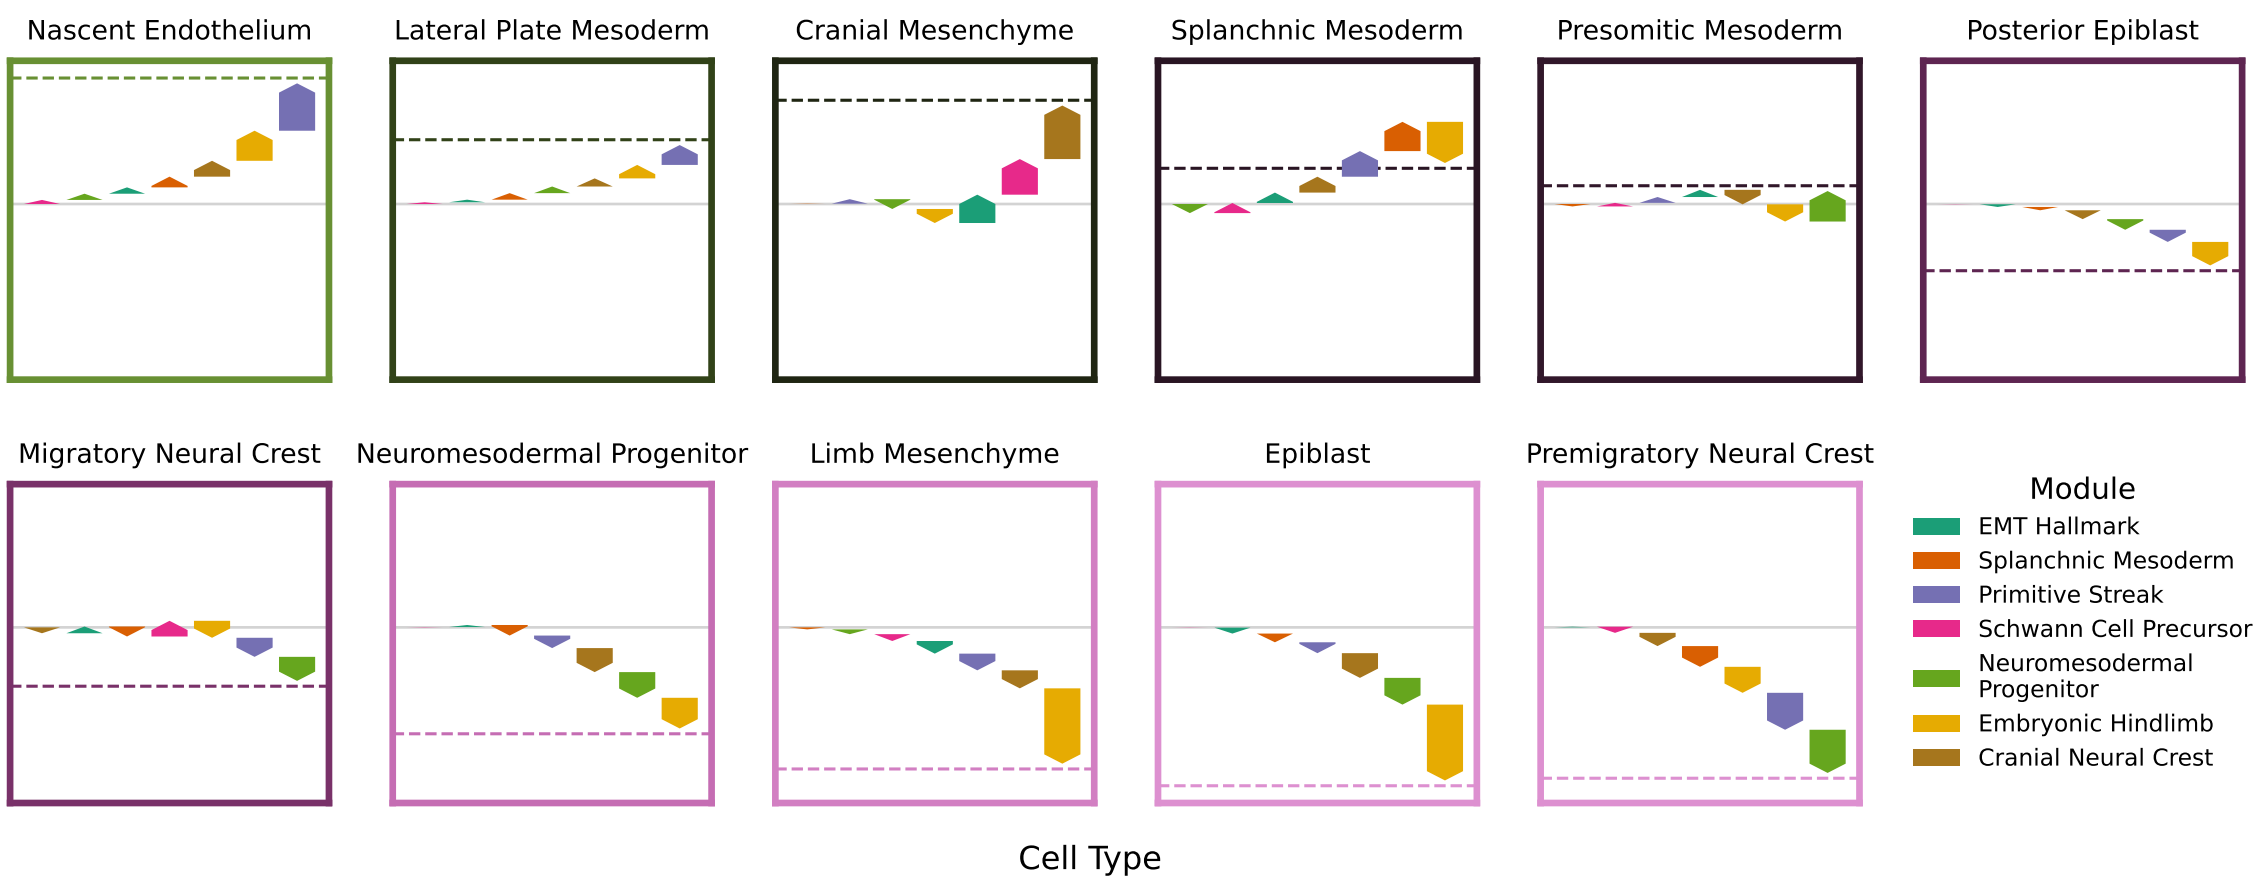 Nascent Endothelium
Lateral Plate Mesoderm
Cranial Mesenchyme
Splanchnic Mesoderm
Presomitic Mesoderm
Posterior Epiblast
Migratory Neural Crest
Neuromesodermal Progenitor
Limb Mesenchyme
Epiblast
Premigratory Neural Crest
Module
EMT Hallmark
Splanchnic Mesoderm
Primitive Streak
Schwann Cell Precursor
Neuromesodermal
Progenitor
Embryonic Hindlimb
Cranial Neural Crest
Cell Type